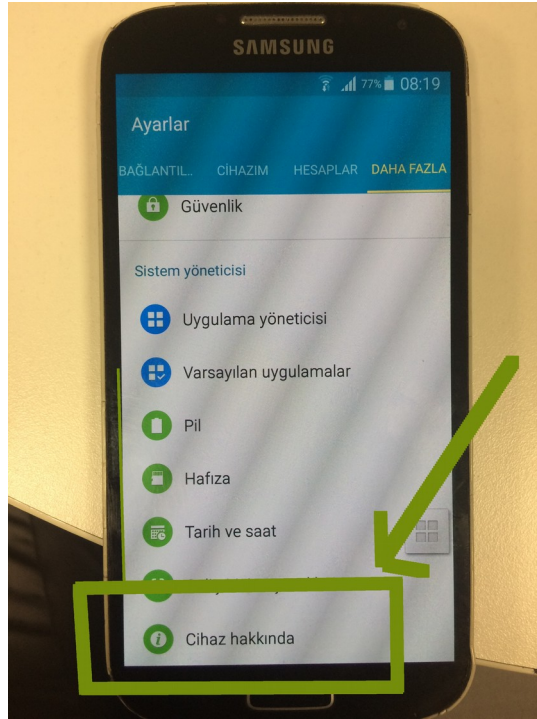 SAMSUNG
77% 08:19
Ayarlar
BAĞLANTIL.. CİHAZIM HESAPLAR DAHA FAZLA
Güvenlik
Sistem yöneticisi
Uygulama yöneticisi
Varsayılan uygulamalar
Pil
Hafıza
Tarih ve saat
Cihaz hakkında